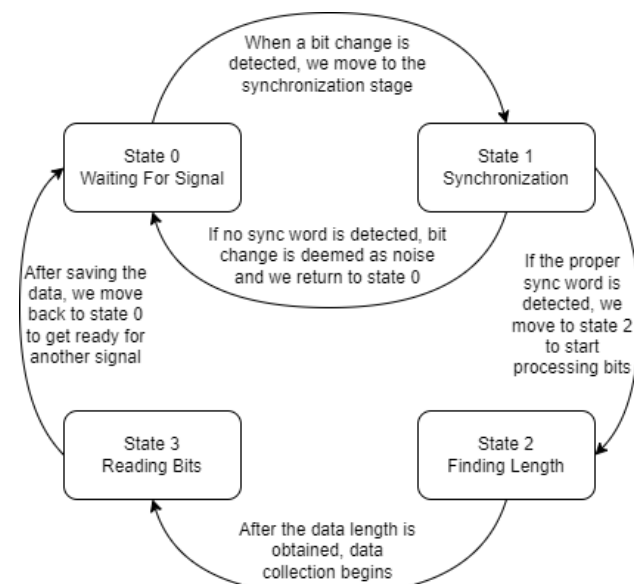 When a bit change is
detected, we move to the
synchronization stage
State 0
Waiting For Signal
State 1
Synchronization
If no sync word is detected, bit
change is deemed as noise
and we return to state 0
If the proper
sync word is
detected, we
move to state 2
to start
processing bits
After saving the
data, we move
back to state 0
to get ready for
another signal
State 3
Reading Bits
State 2
Finding Length
After the data length is
obtained, data
collection begins